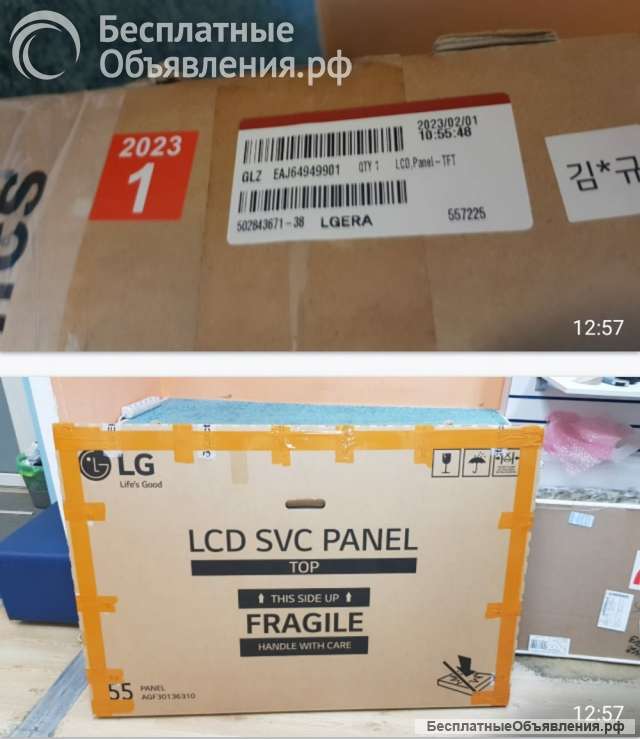 Бесплатные
Объявления.рф
2023
1
2023/02/01
10:55:48
GLZ EAJ64949901 QTY 1 LCD,Panel-TFT
502843671-38 LGERA 557225
김*규
ics
12:57
LG
Life's Good
LCD SVC PANEL
TOP
THIS SIDE UP
FRAGILE
HANDLE WITH CARE
55 PANEL
AGF30136310
12:57
БесплатныеОбъявления.рф